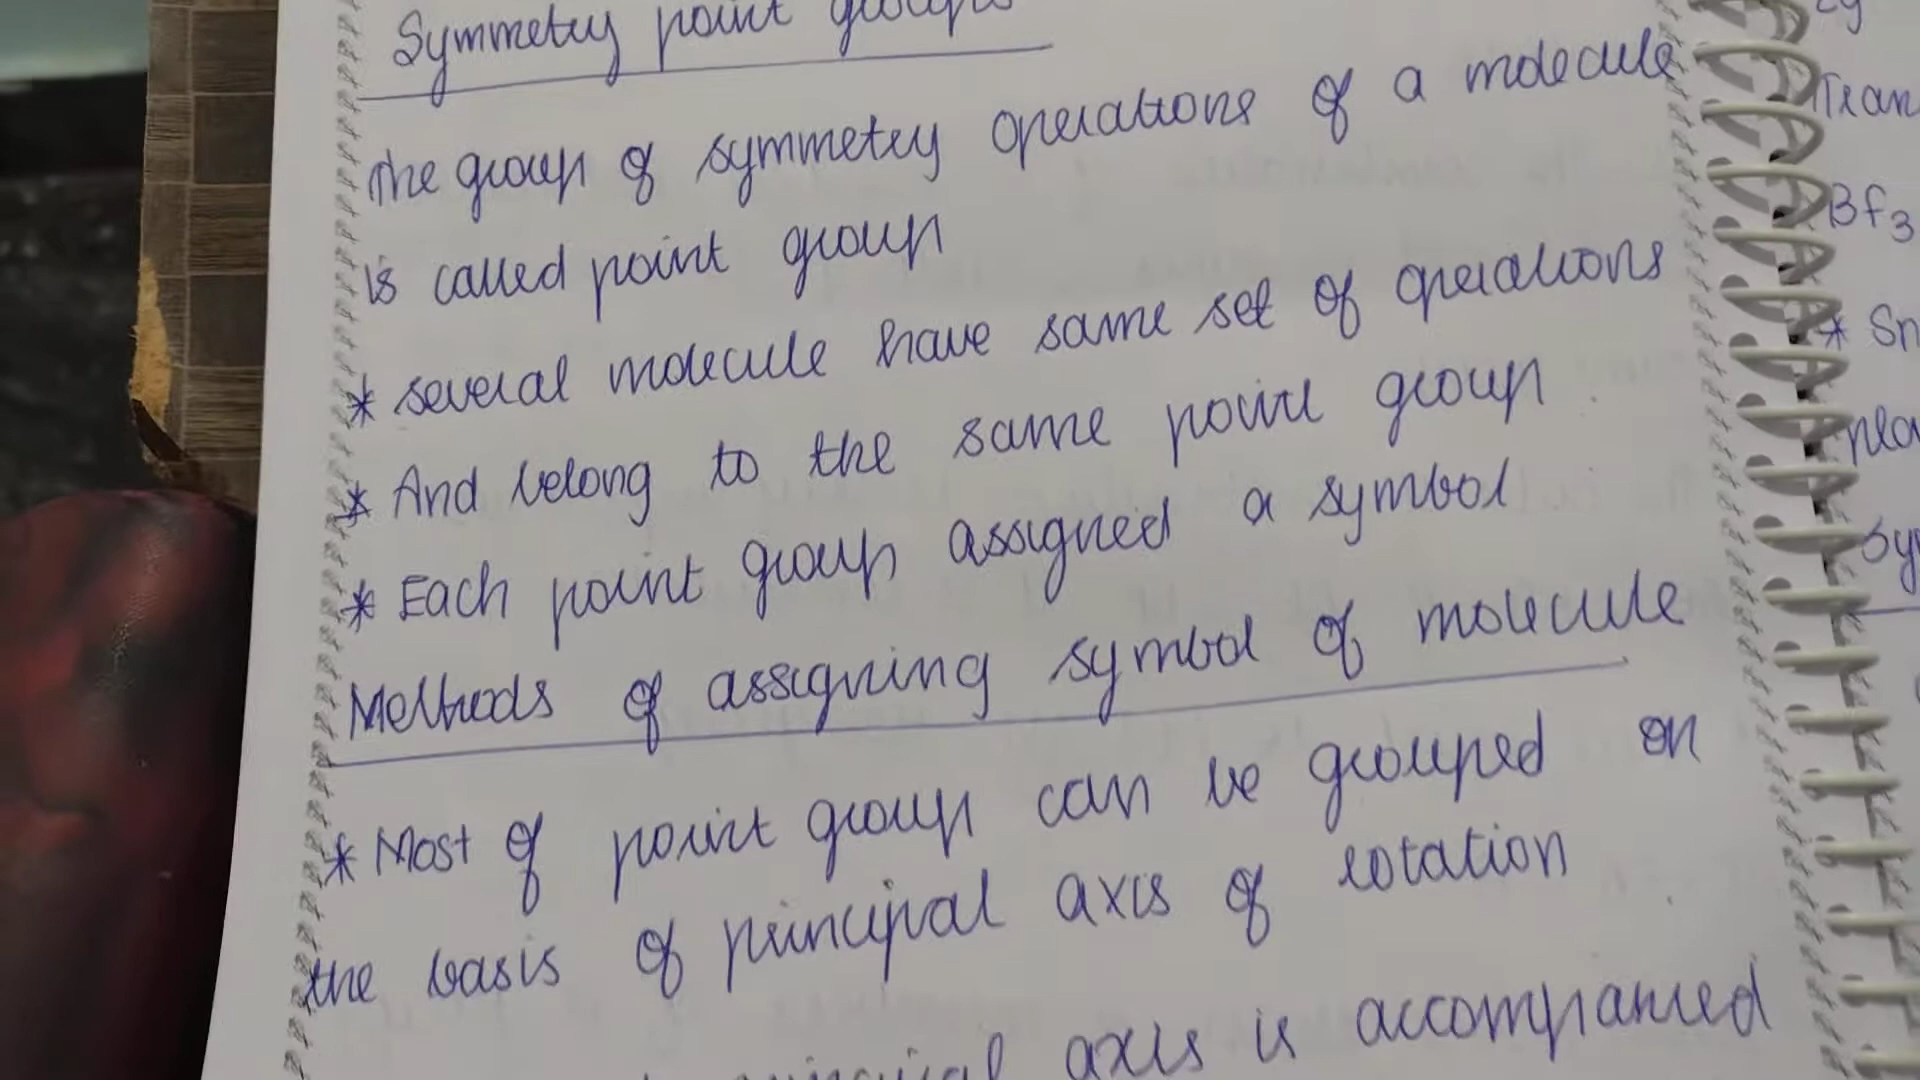 Symmetry point groups
The group of symmetry operations of a molecule
is called point group
* several molecule have same set of operations
* And belong to the same point group
* Each point group assigned a symbol
Methods of assigning symbol of molecule
* Most of point group can be grouped on
the basis of principal axis of rotation
principal axis is accompanied
Bf3
* Sn